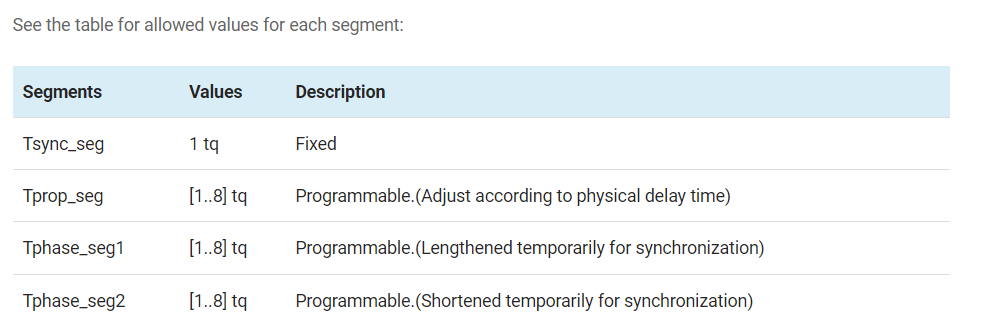 See the table for allowed values for each segment:
Segments Values Description
Tsync_seg 1 tq Fixed
Tprop_seg [1..8] tq Programmable.(Adjust according to physical delay time)
Tphase_seg1 [1..8] tq Programmable.(Lengthened temporarily for synchronization)
Tphase_seg2 [1..8] tq Programmable.(Shortened temporarily for synchronization)